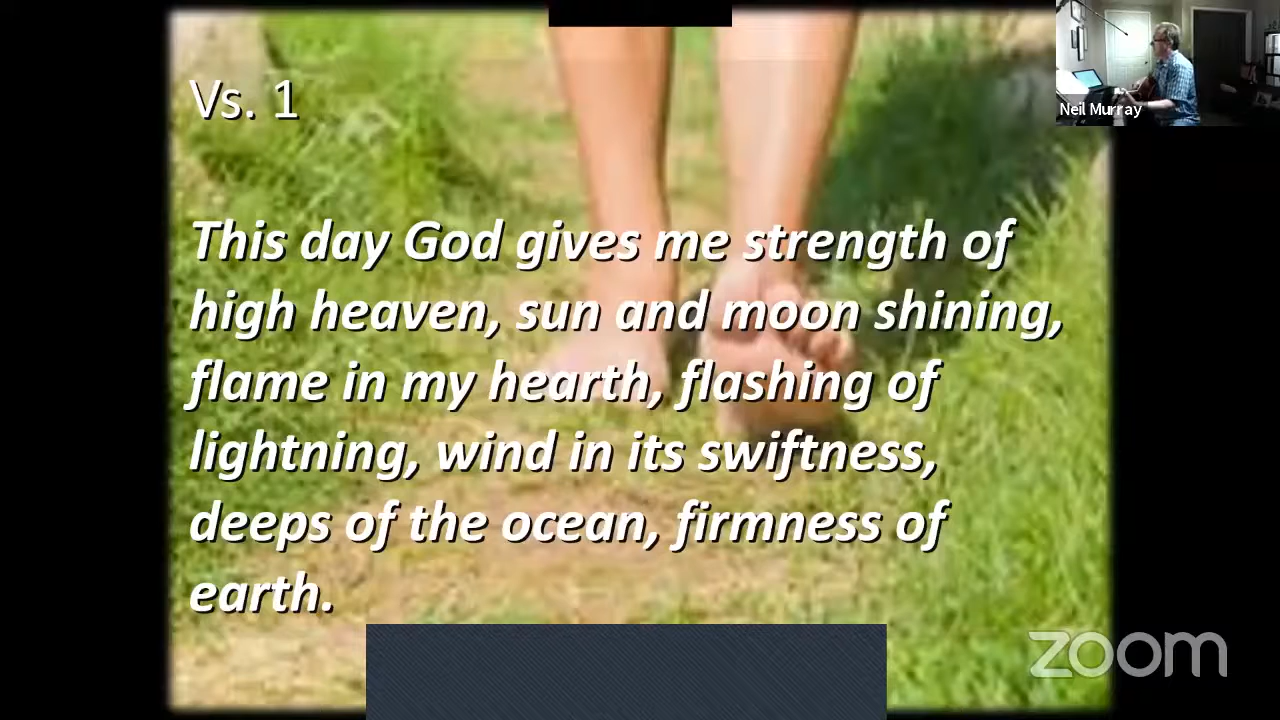 Neil Murray
Vs. 1
This day God gives me strength of
high heaven, sun and moon shining,
flame in my hearth, flashing of
lightning, wind in its swiftness,
deeps of the ocean, firmness of
earth.
zoom